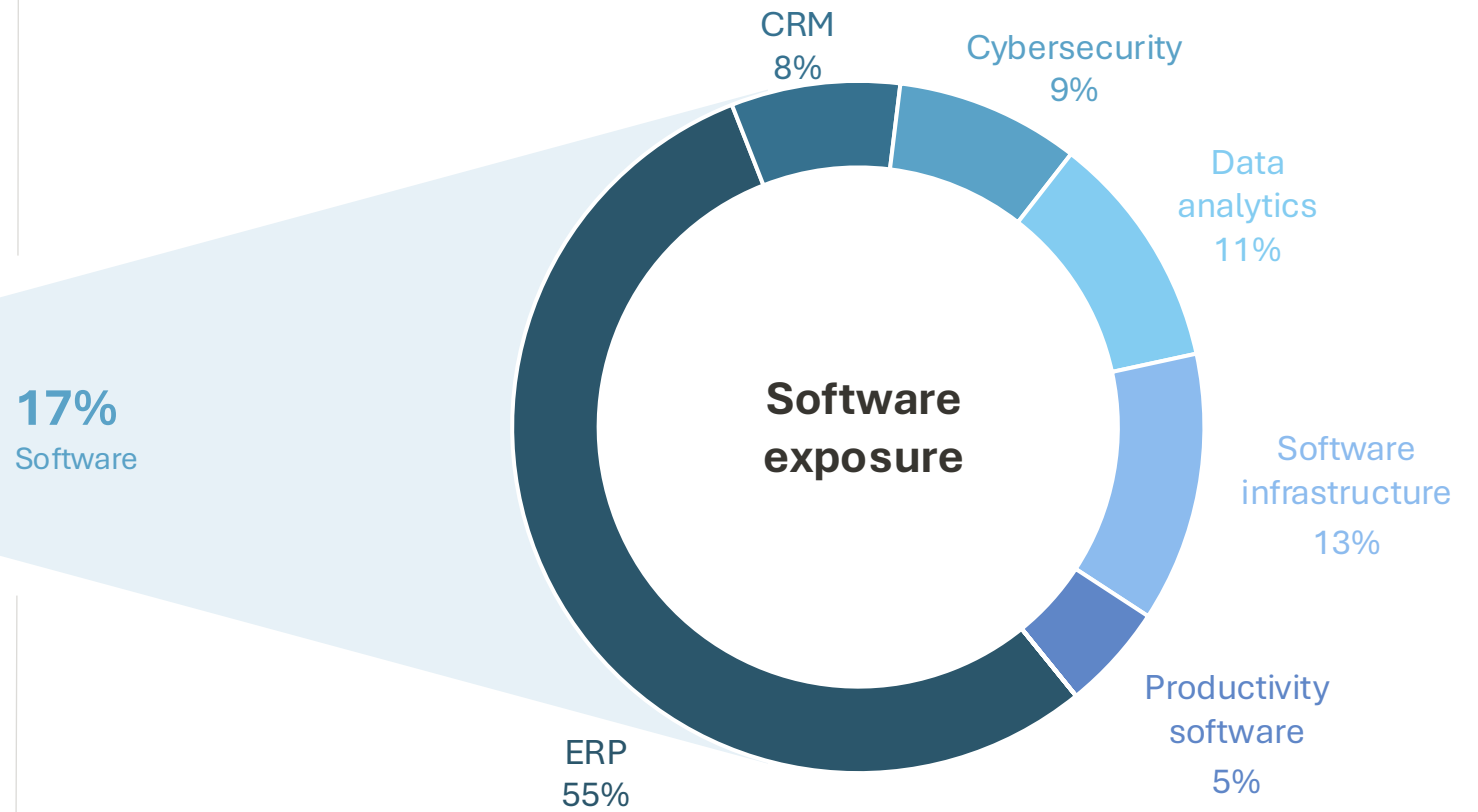 CRM
8%
Cybersecurity
9%
Data
analytics
11%
17%
Software
Software
exposure
Software
infrastructure
13%
Productivity
software
5%
ERP
55%